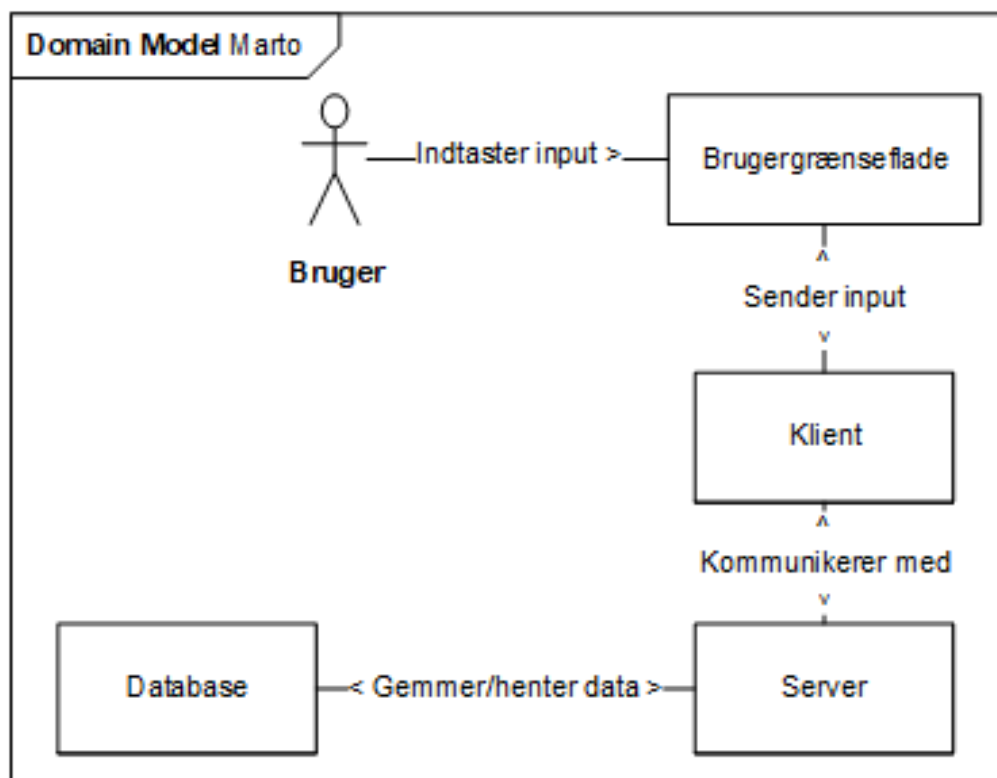 Domain Model Marto
Indtaster input >
Brugergrænseflade
Bruger
^
Sender input
v
Klient
^
Kommunikerer med
v
Database
< Gemmer/henter data >
Server